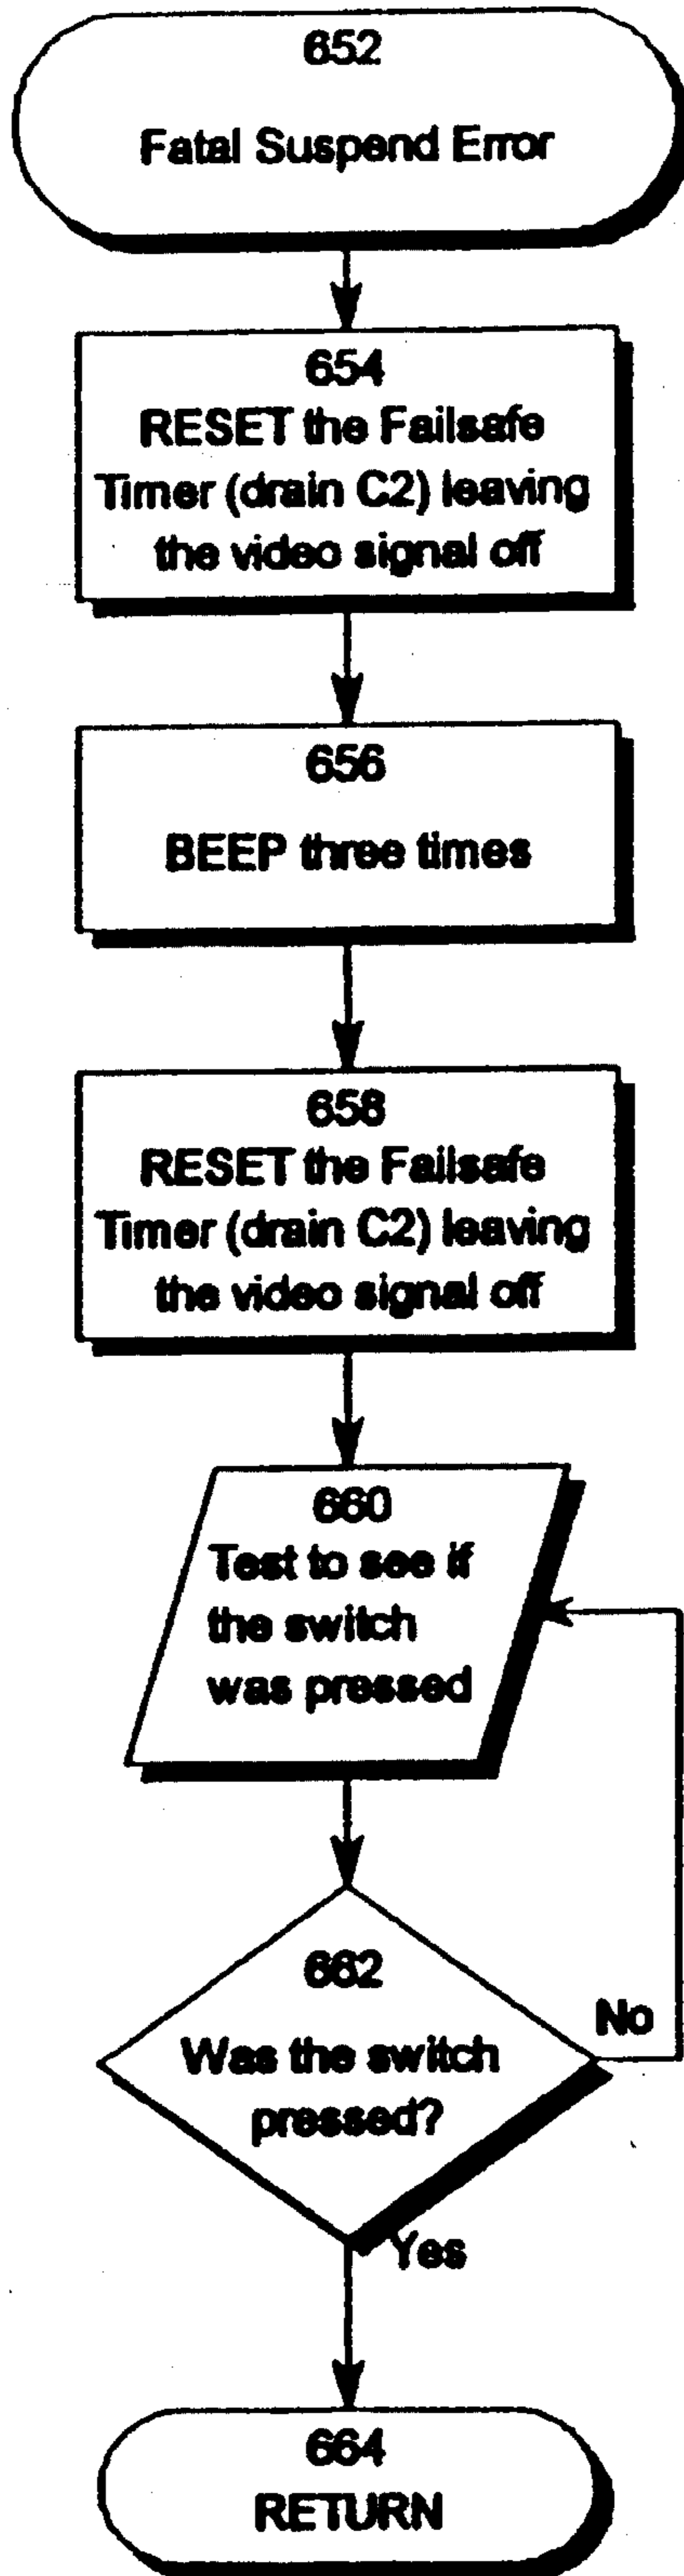 652
Fatal Suspend Error
654
RESET the Failsafe
Timer (drain C2) leaving
the video signal off
656
BEEP three times
658
RESET the Failsafe
Timer (drain C2) leaving
the video signal off
660
Test to see if
the switch
was pressed
662
Was the switch
pressed?
No
Yes
664
RETURN